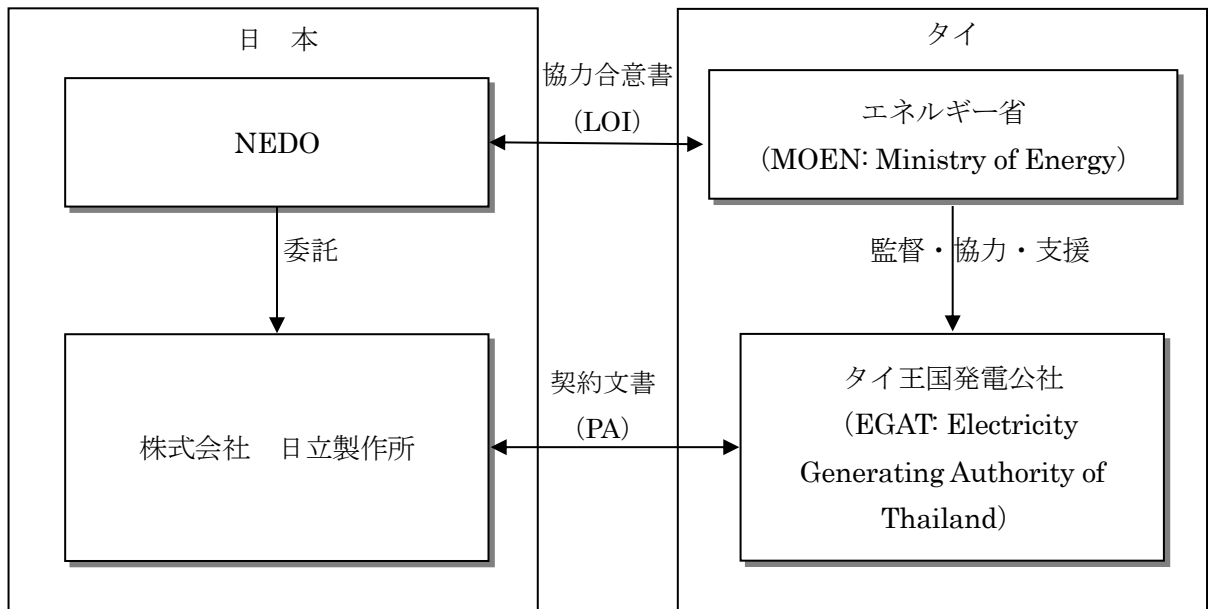 日　本
タイ
協力合意書
(LOI)
NEDO
エネルギー省
(MOEN: Ministry of Energy)
委託
監督・協力・支援
契約文書
(PA)
株式会社　日立製作所
タイ王国発電公社
(EGAT: Electricity
Generating Authority of
Thailand)